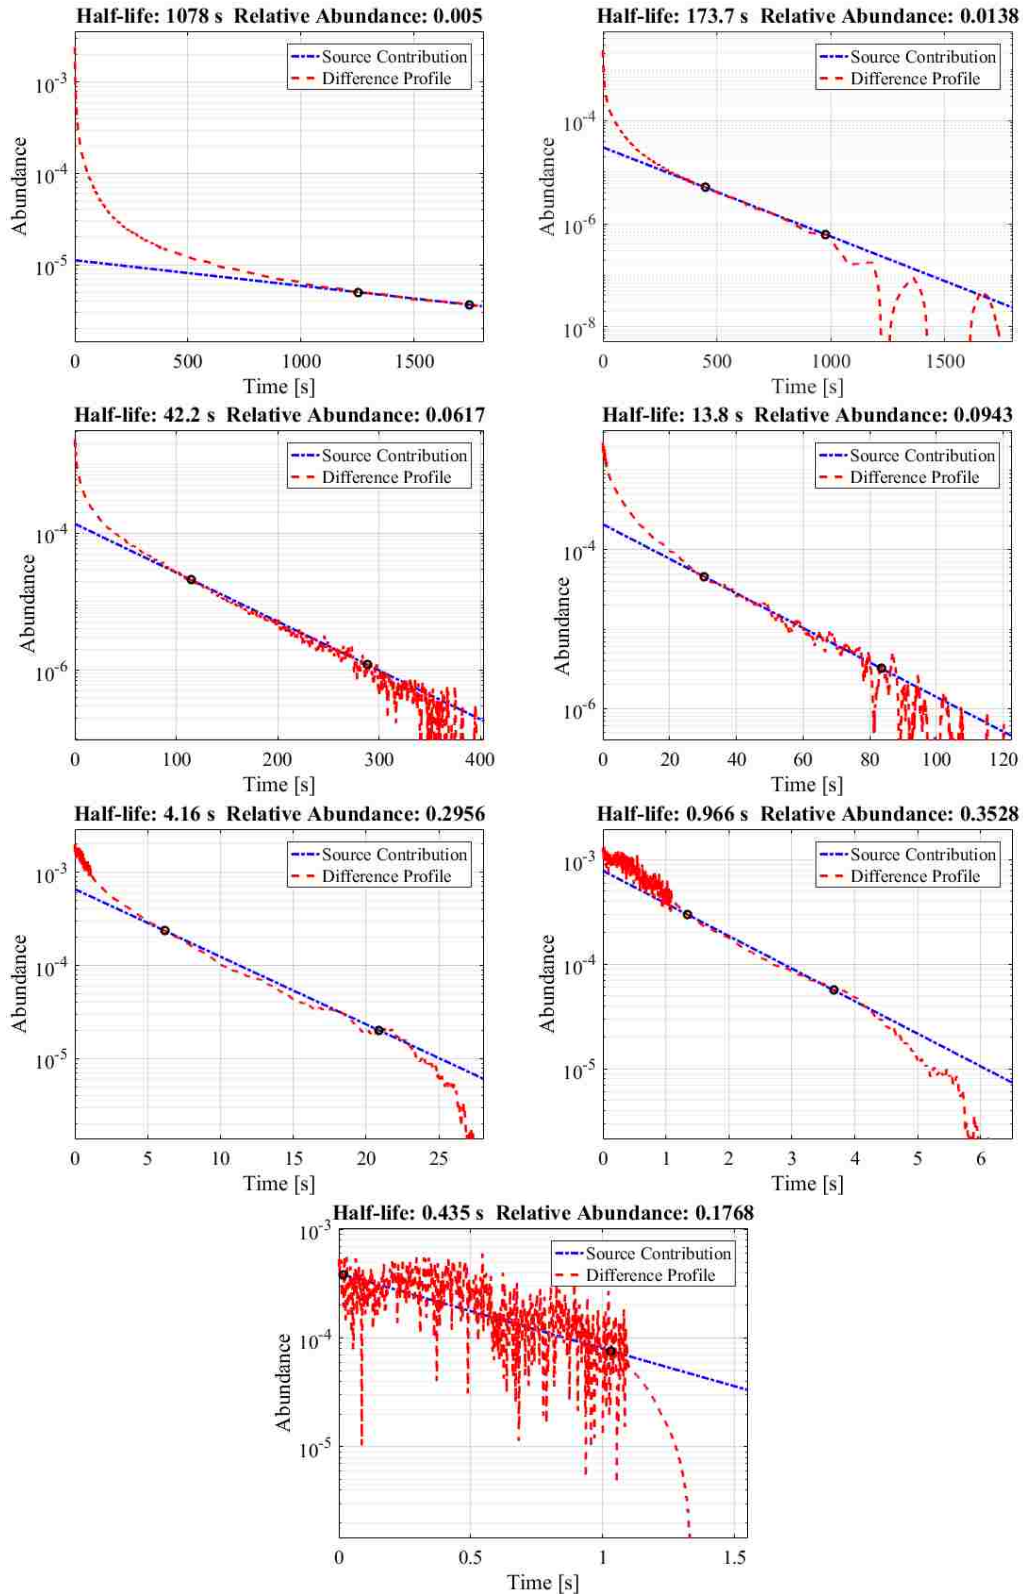 Half-life: 1078 s  Relative Abundance: 0.005
Source Contribution
Difference Profile
Abundance
10^-3
10^-4
10^-5
0 500 1000 1500
Time [s]
Half-life: 173.7 s  Relative Abundance: 0.0138
Source Contribution
Difference Profile
Abundance
10^-4
10^-6
10^-8
0 500 1000 1500
Time [s]
Half-life: 42.2 s  Relative Abundance: 0.0617
Source Contribution
Difference Profile
Abundance
10^-4
10^-6
0 100 200 300 400
Time [s]
Half-life: 13.8 s  Relative Abundance: 0.0943
Source Contribution
Difference Profile
Abundance
10^-4
10^-6
0 20 40 60 80 100 120
Time [s]
Half-life: 4.16 s  Relative Abundance: 0.2956
Source Contribution
Difference Profile
Abundance
10^-3
10^-4
10^-5
0 5 10 15 20 25
Time [s]
Half-life: 0.966 s  Relative Abundance: 0.3528
Source Contribution
Difference Profile
Abundance
10^-3
10^-4
10^-5
0 1 2 3 4 5 6
Time [s]
Half-life: 0.435 s  Relative Abundance: 0.1768
Source Contribution
Difference Profile
Abundance
10^-3
10^-4
10^-5
0 0.5 1 1.5
Time [s]